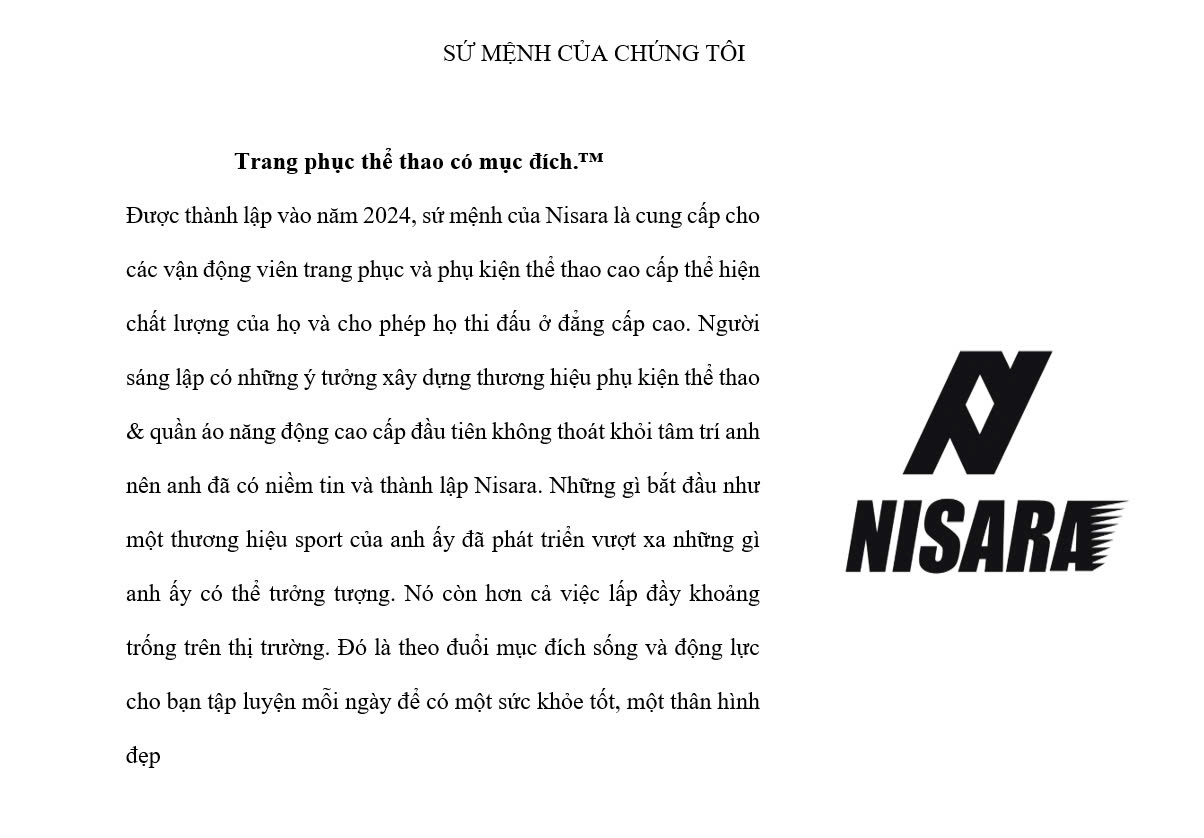 SỨ MỆNH CỦA CHÚNG TÔI
Trang phục thể thao có mục đích.™
Được thành lập vào năm 2024, sứ mệnh của Nisara là cung cấp cho
các vận động viên trang phục và phụ kiện thể thao cao cấp thể hiện
chất lượng của họ và cho phép họ thi đấu ở đẳng cấp cao. Người
sáng lập có những ý tưởng xây dựng thương hiệu phụ kiện thể thao
& quần áo năng động cao cấp đầu tiên không thoát khỏi tâm trí anh
nên anh đã có niềm tin và thành lập Nisara. Những gì bắt đầu như
một thương hiệu sport của anh ấy đã phát triển vượt xa những gì
anh ấy có thể tưởng tượng. Nó còn hơn cả việc lấp đầy khoảng
trống trên thị trường. Đó là theo đuổi mục đích sống và động lực
cho bạn tập luyện mỗi ngày để có một sức khỏe tốt, một thân hình
đẹp
NISARA